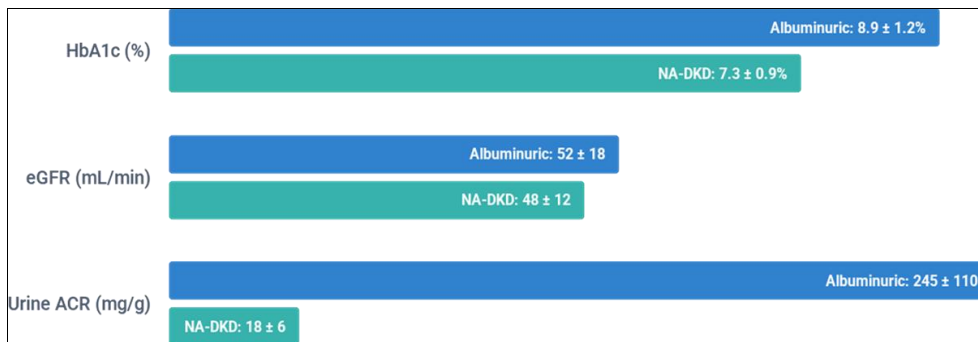 Albuminuric: 8.9 ± 1.2%
HbA1c (%)
NA-DKD: 7.3 ± 0.9%
Albuminuric: 52 ± 18
eGFR (mL/min)
NA-DKD: 48 ± 12
Albuminuric: 245 ± 110
Urine ACR (mg/g)
NA-DKD: 18 ± 6